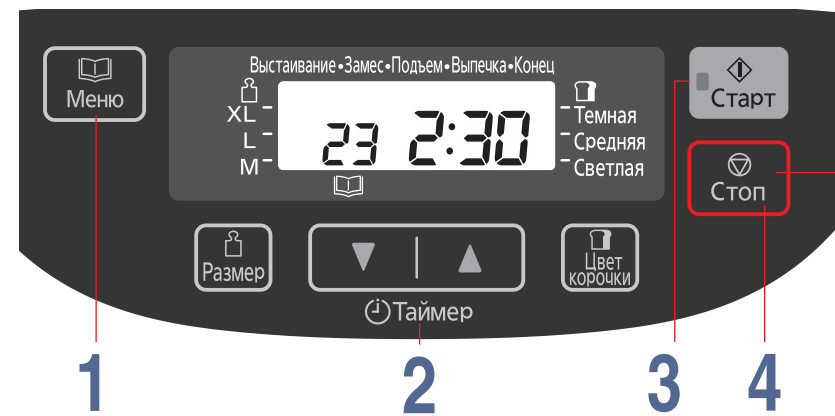 Выстаивание•Замес•Подъем•Выпечка•Конец
Меню
XL
L
M
23 2:30
Темная
Средняя
Светлая
Старт
Стоп
Размер
Таймер
Цвет
корочки
1
2
3
4